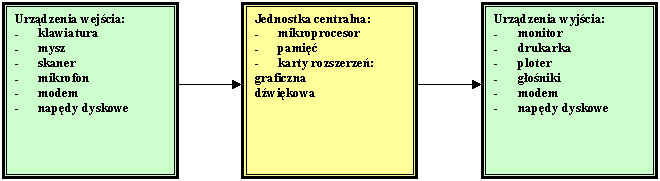 Urządzenia wejścia:
- klawiatura
- mysz
- skaner
- mikrofon
- modem
- napędy dyskowe
Jednostka centralna:
- mikroprocesor
- pamięć
- karty rozszerzeń:
graficzna
dźwiękowa
Urządzenia wyjścia:
- monitor
- drukarka
- ploter
- głośniki
- modem
- napędy dyskowe